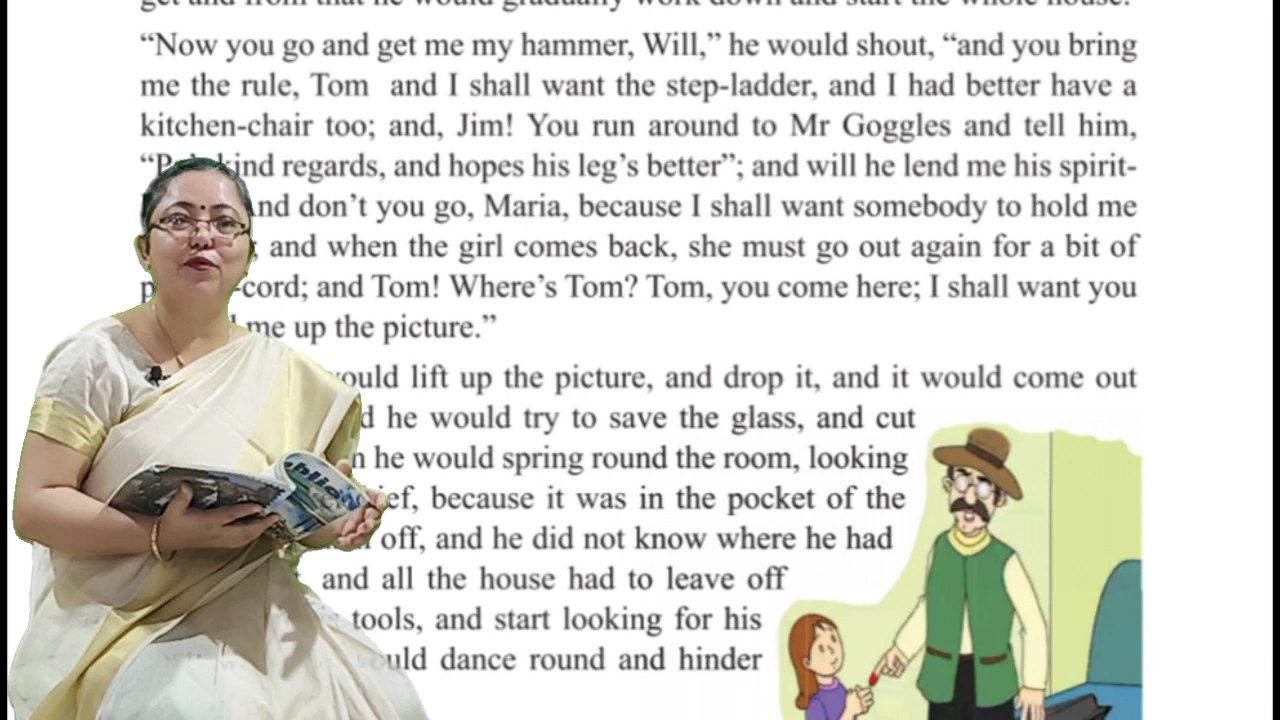 get and from that he would gradually work down and start the whole house.
“Now you go and get me my hammer, Will,” he would shout, “and you bring
me the rule, Tom and I shall want the step-ladder, and I had better have a
kitchen-chair too; and, Jim! You run around to Mr Goggles and tell him,
kind regards, and hopes his leg’s better”; and will he lend me his spirit-
and don’t you go, Maria, because I shall want somebody to hold me
and when the girl comes back, she must go out again for a bit of
-cord; and Tom! Where’s Tom? Tom, you come here; I shall want you
me up the picture.”
would lift up the picture, and drop it, and it would come out
he would try to save the glass, and cut
he would spring round the room, looking
because it was in the pocket of the
off, and he did not know where he had
and all the house had to leave off
tools, and start looking for his
would dance round and hinder